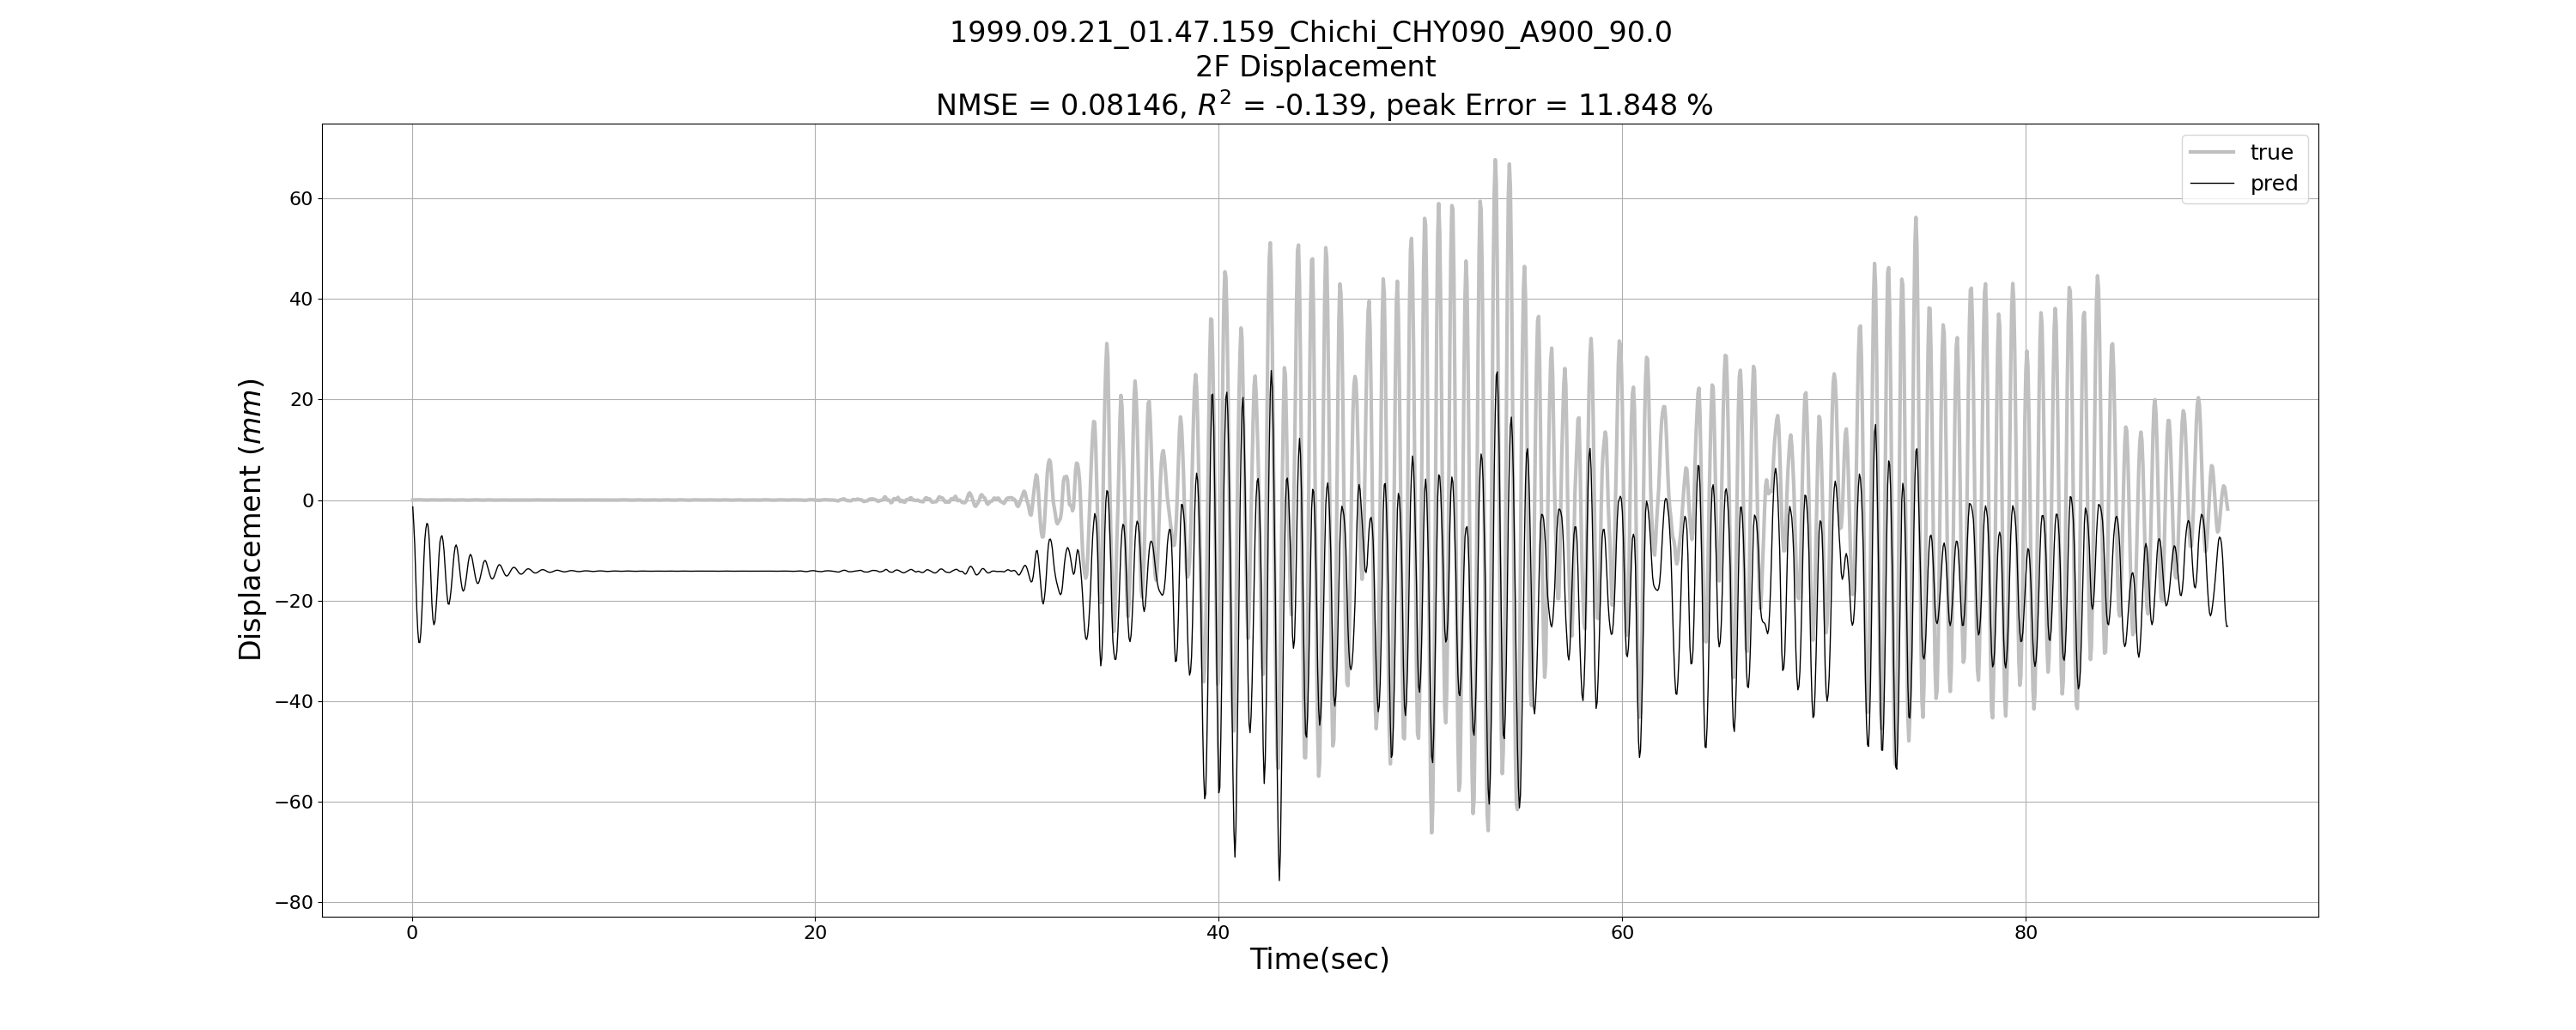 1999.09.21_01.47.159_Chichi_CHY090_A900_90.0
2F Displacement
NMSE = 0.08146, R² = -0.139, peak Error = 11.848 %
true
pred
Displacement (mm)
60
40
20
0
−20
−40
−60
−80
0 20 40 60 80
Time(sec)